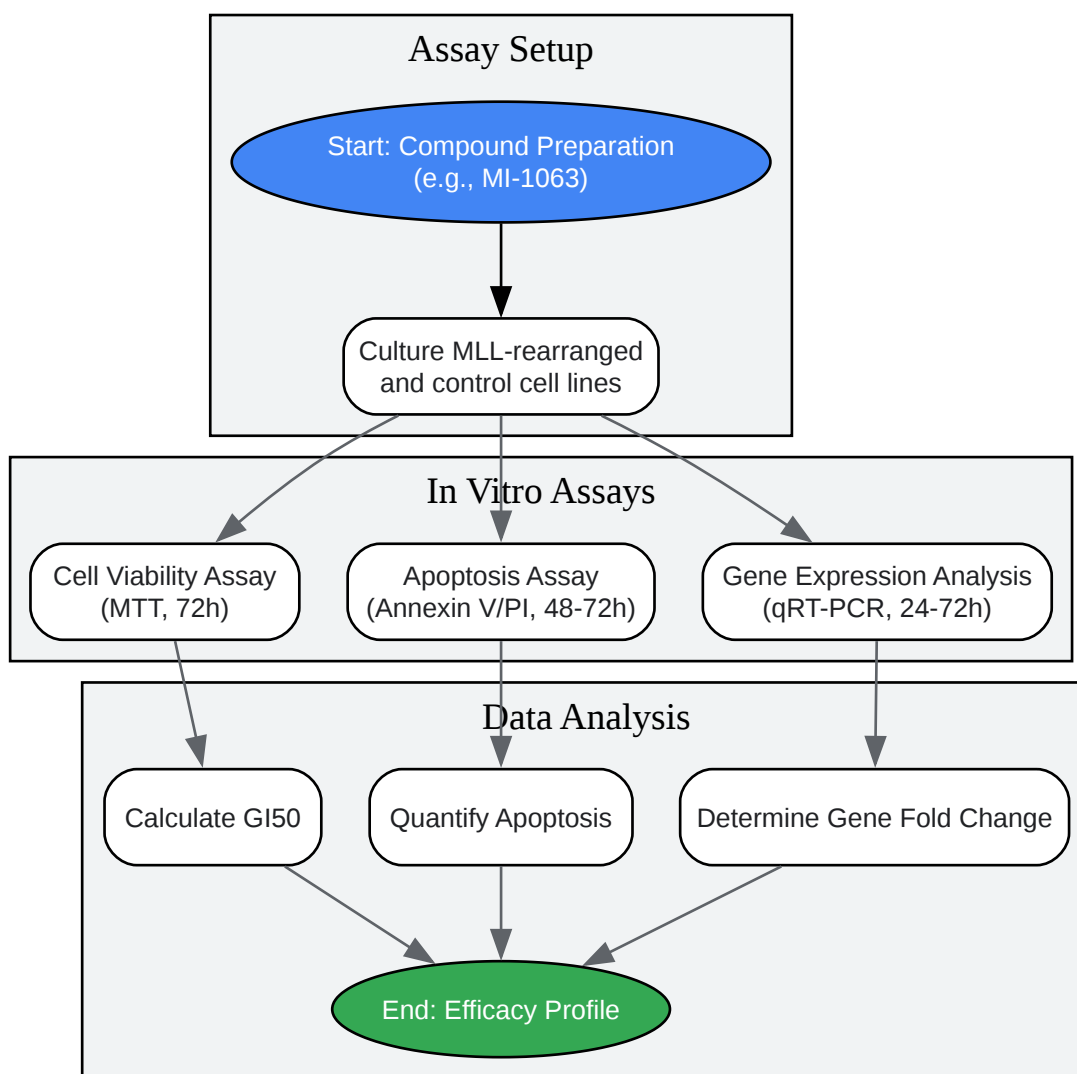 Assay Setup
Start: Compound Preparation
(e.g., MI-1063)
Culture MLL-rearranged
and control cell lines
In Vitro Assays
Cell Viability Assay
(MTT, 72h)
Apoptosis Assay
(Annexin V/PI, 48-72h)
Gene Expression Analysis
(qRT-PCR, 24-72h)
Data Analysis
Calculate GI50
Quantify Apoptosis
Determine Gene Fold Change
End: Efficacy Profile